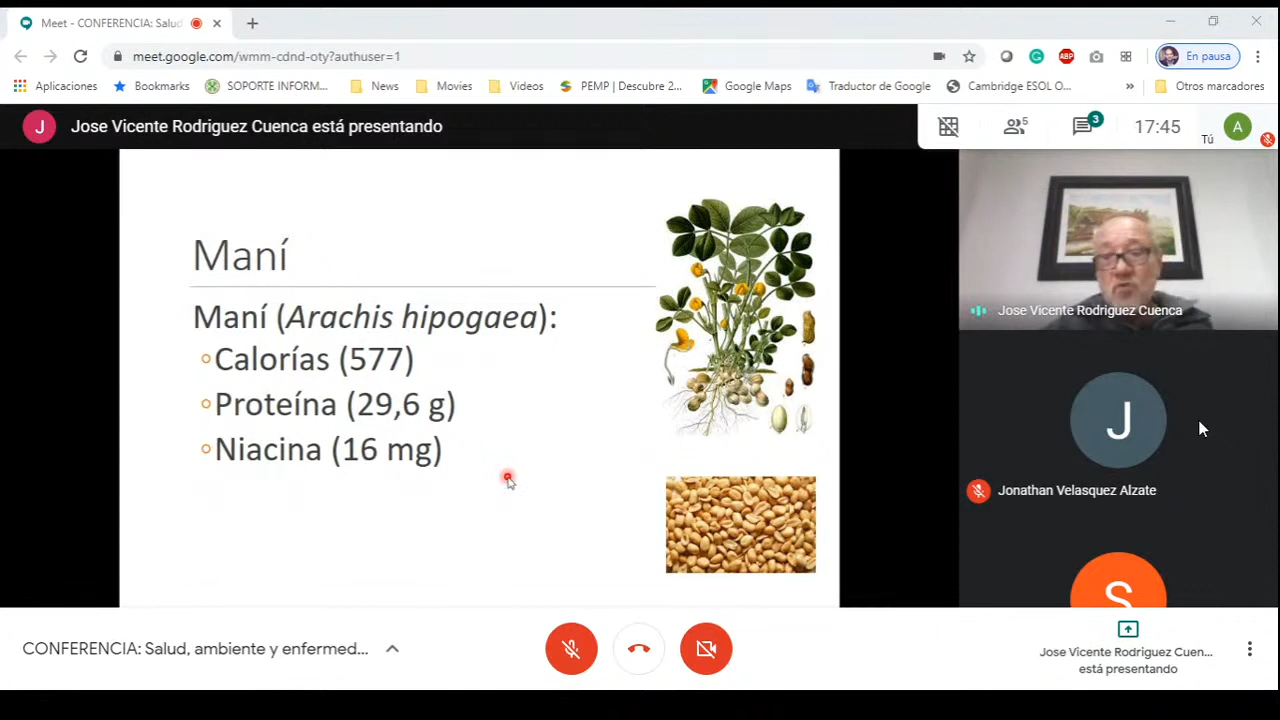 Meet - CONFERENCIA: Salud
meet.google.com/wmm-cdnd-oty?authuser=1
En pausa
Aplicaciones
Bookmarks
SOPORTE INFORM...
News
Movies
Videos
PEMP | Descubre 2...
Google Maps
Traductor de Google
Cambridge ESOL O...
»
Otros marcadores
J
Jose Vicente Rodriguez Cuenca está presentando
5
3
17:45
Tú
A
Maní
Maní (Arachis hipogaea):
Calorías (577)
Proteína (29,6 g)
Niacina (16 mg)
Jose Vicente Rodriguez Cuenca
J
Jonathan Velasquez Alzate
S
CONFERENCIA: Salud, ambiente y enfermed...
Jose Vicente Rodriguez Cuen...
está presentando
ABP